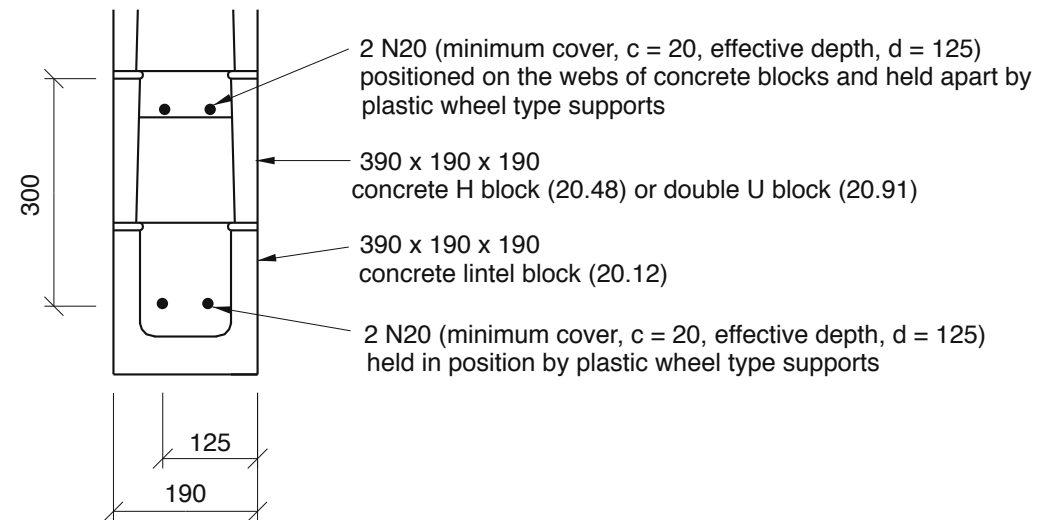 2 N20 (minimum cover, c = 20, effective depth, d = 125)
positioned on the webs of concrete blocks and held apart by
plastic wheel type supports
390 x 190 x 190
concrete H block (20.48) or double U block (20.91)
300
390 x 190 x 190
concrete lintel block (20.12)
2 N20 (minimum cover, c = 20, effective depth, d = 125)
held in position by plastic wheel type supports
125
190